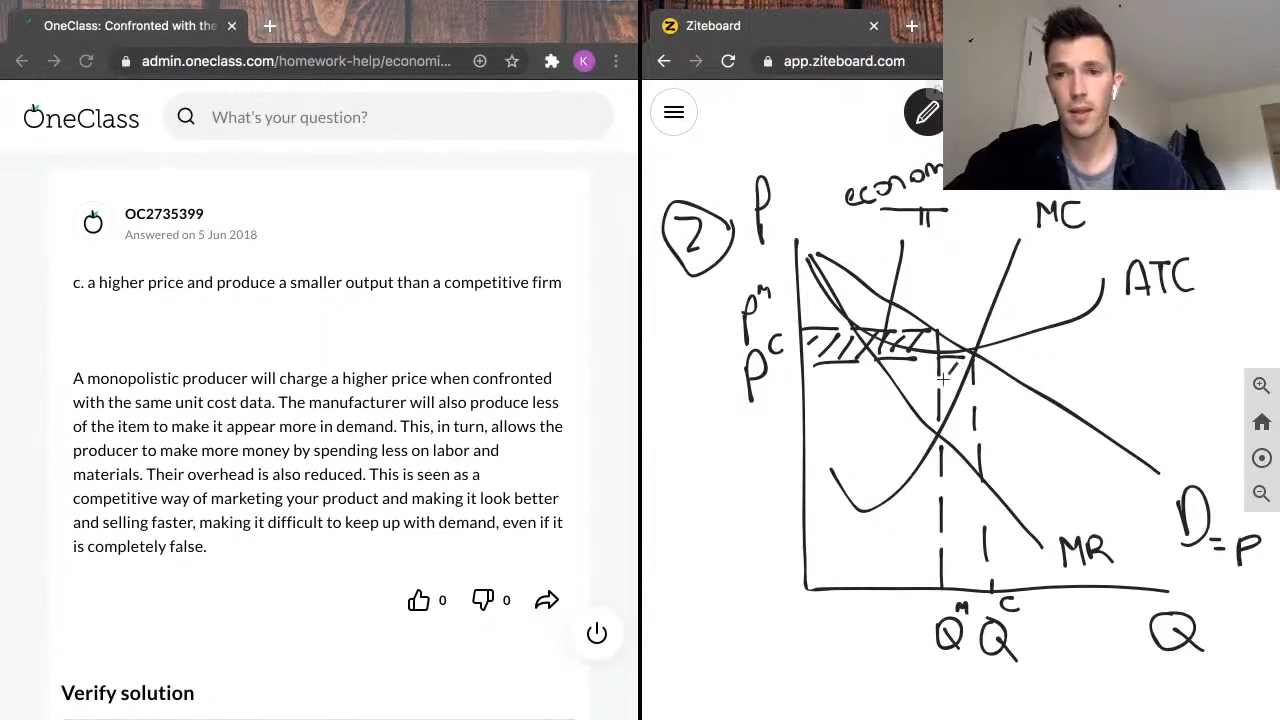 OneClass: Confronted with the
Ziteboard
admin.oneclass.com/homework-help/economi...
K
app.ziteboard.com
OneClass
What's your question?
OC2735399
Answered on 5 Jun 2018
c. a higher price and produce a smaller output than a competitive firm
A monopolistic producer will charge a higher price when confronted
with the same unit cost data. The manufacturer will also produce less
of the item to make it appear more in demand. This, in turn, allows the
producer to make more money by spending less on labor and
materials. Their overhead is also reduced. This is seen as a
competitive way of marketing your product and making it look better
and selling faster, making it difficult to keep up with demand, even if it
is completely false.
0
0
Verify solution
2
P
econom
π
MC
ATC
P^M
P^C
D = P
MR
Q^M
Q^C
Q